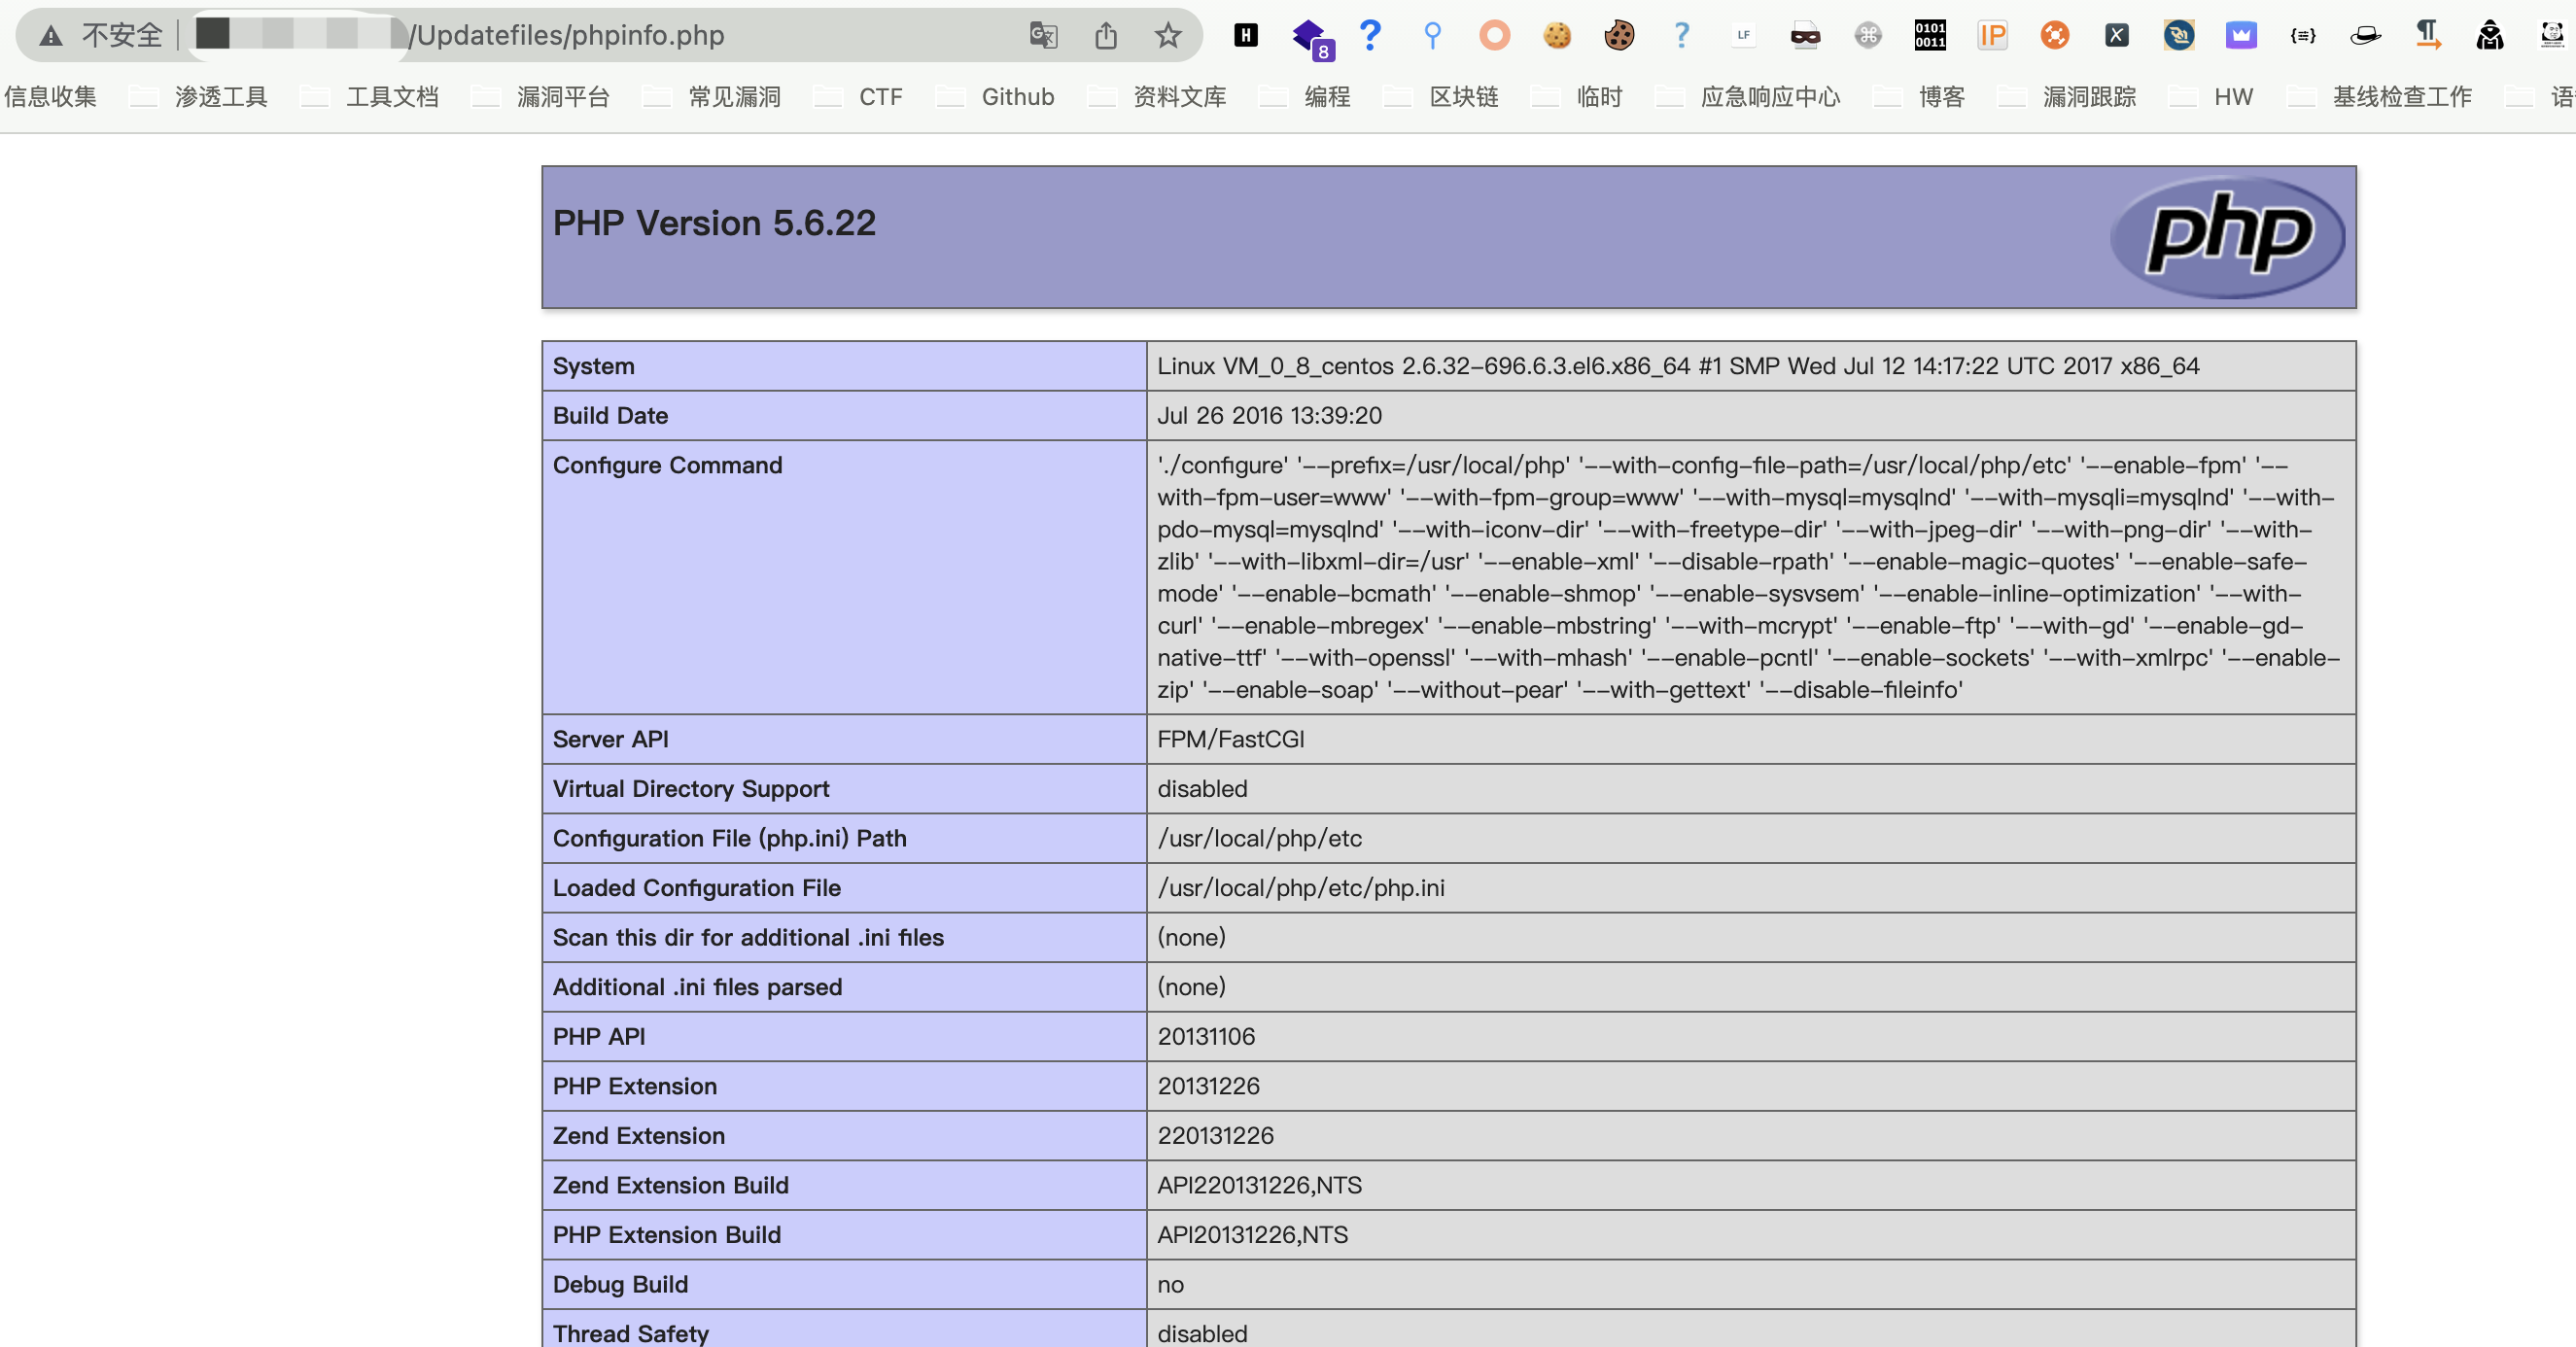 不安全 /Updatefiles/phpinfo.php
H 8 LF 0101 0011 IP X {≡}
信息收集 渗透工具 工具文档 漏洞平台 常见漏洞 CTF Github 资料文库 编程 区块链 临时 应急响应中心 博客 漏洞跟踪 HW 基线检查工作
PHP Version 5.6.22
php
System Linux VM_0_8_centos 2.6.32-696.6.3.el6.x86_64 #1 SMP Wed Jul 12 14:17:22 UTC 2017 x86_64
Build Date Jul 26 2016 13:39:20
Configure Command './configure' '--prefix=/usr/local/php' '--with-config-file-path=/usr/local/php/etc' '--enable-fpm' '--
with-fpm-user=www' '--with-fpm-group=www' '--with-mysql=mysqlnd' '--with-mysqli=mysqlnd' '--with-
pdo-mysql=mysqlnd' '--with-iconv-dir' '--with-freetype-dir' '--with-jpeg-dir' '--with-png-dir' '--with-
zlib' '--with-libxml-dir=/usr' '--enable-xml' '--disable-rpath' '--enable-magic-quotes' '--enable-safe-
mode' '--enable-bcmath' '--enable-shmop' '--enable-sysvsem' '--enable-inline-optimization' '--with-
curl' '--enable-mbregex' '--enable-mbstring' '--with-mcrypt' '--enable-ftp' '--with-gd' '--enable-gd-
native-ttf' '--with-openssl' '--with-mhash' '--enable-pcntl' '--enable-sockets' '--with-xmlrpc' '--enable-
zip' '--enable-soap' '--without-pear' '--with-gettext' '--disable-fileinfo'
Server API FPM/FastCGI
Virtual Directory Support disabled
Configuration File (php.ini) Path /usr/local/php/etc
Loaded Configuration File /usr/local/php/etc/php.ini
Scan this dir for additional .ini files (none)
Additional .ini files parsed (none)
PHP API 20131106
PHP Extension 20131226
Zend Extension 220131226
Zend Extension Build API220131226,NTS
PHP Extension Build API20131226,NTS
Debug Build no
Thread Safety disabled